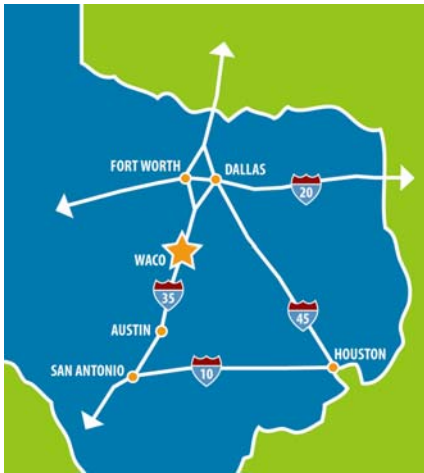 FORT WORTH
DALLAS
20
WACO
35
45
AUSTIN
HOUSTON
SAN ANTONIO
10